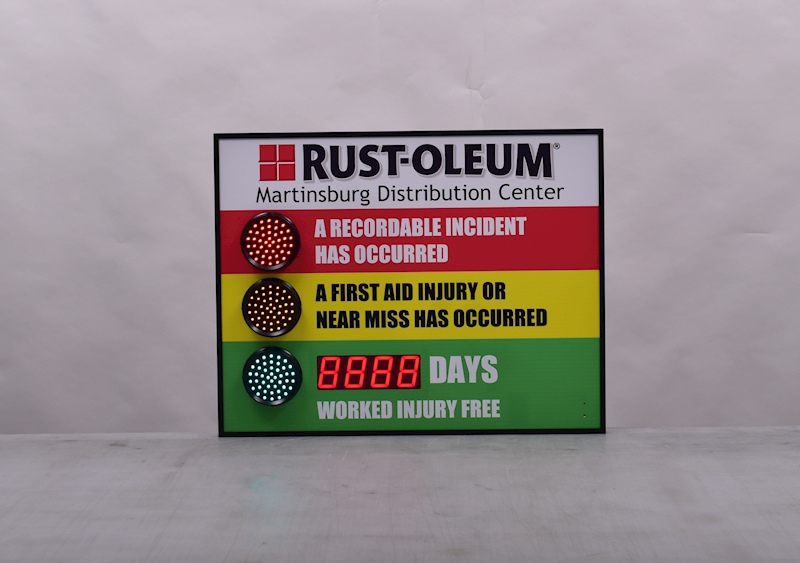 RUST-OLEUM®
Martinsburg Distribution Center
A RECORDABLE INCIDENT
HAS OCCURRED
A FIRST AID INJURY OR
NEAR MISS HAS OCCURRED
8888 DAYS
WORKED INJURY FREE